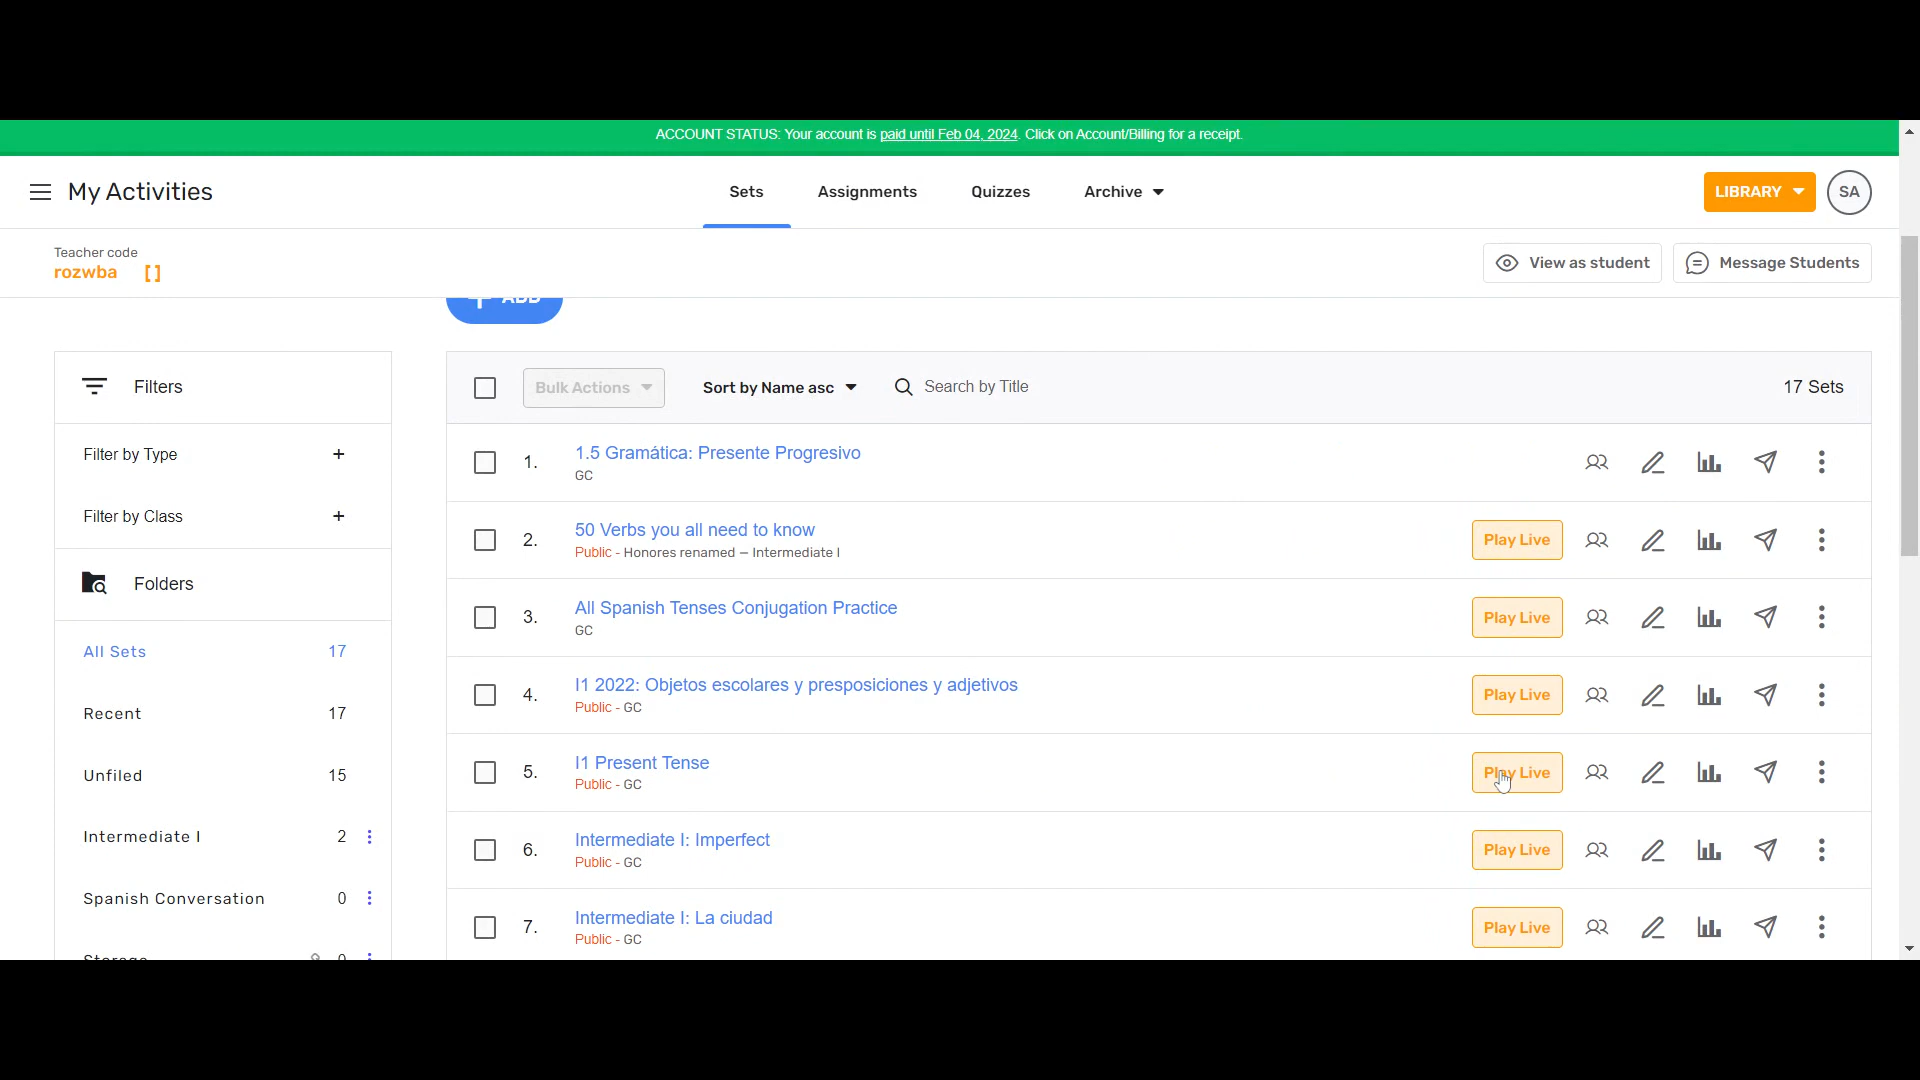 ACCOUNT STATUS: Your account is paid until Feb 04, 2024. Click on Account/Billing for a receipt.
My Activities
Sets
Assignments
Quizzes
Archive
LIBRARY
SA
Teacher code
rozwba
[ ]
View as student
Message Students
+ ADD
Filters
Filter by Type +
Filter by Class +
Folders
All Sets 17
Recent 17
Unfiled 15
Intermediate I 2
Spanish Conversation 0
Storage 0
Bulk Actions
Sort by Name asc
Search by Title
17 Sets
1. 1.5 Gramática: Presente Progresivo
GC
2. 50 Verbs you all need to know
Public - Honores renamed – Intermediate I
Play Live
3. All Spanish Tenses Conjugation Practice
GC
Play Live
4. I1 2022: Objetos escolares y presposiciones y adjetivos
Public - GC
Play Live
5. I1 Present Tense
Public - GC
Play Live
6. Intermediate I: Imperfect
Public - GC
Play Live
7. Intermediate I: La ciudad
Public - GC
Play Live